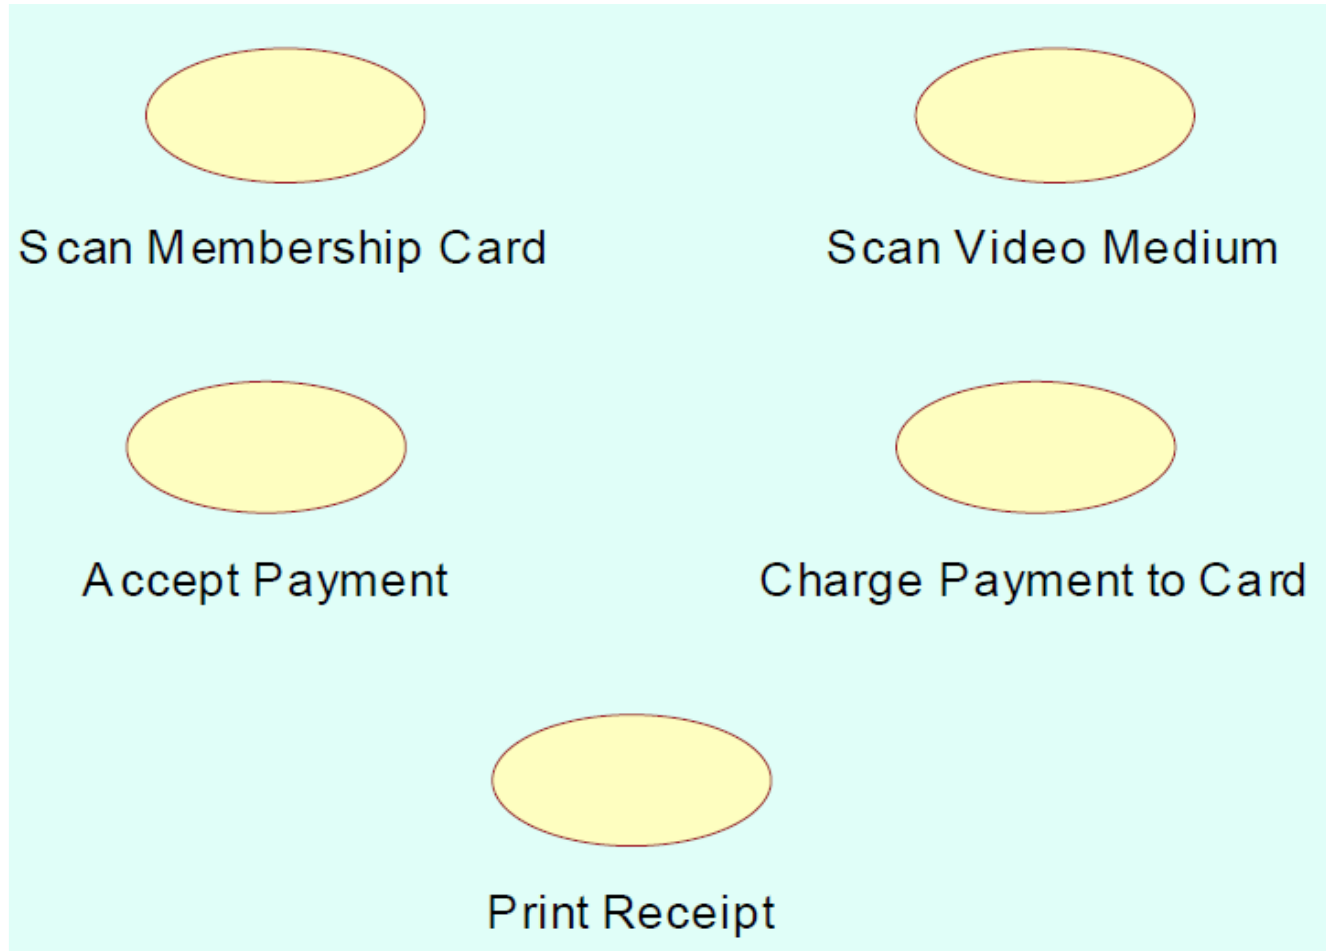 Scan Membership Card
Scan Video Medium
Accept Payment
Charge Payment to Card
Print Receipt